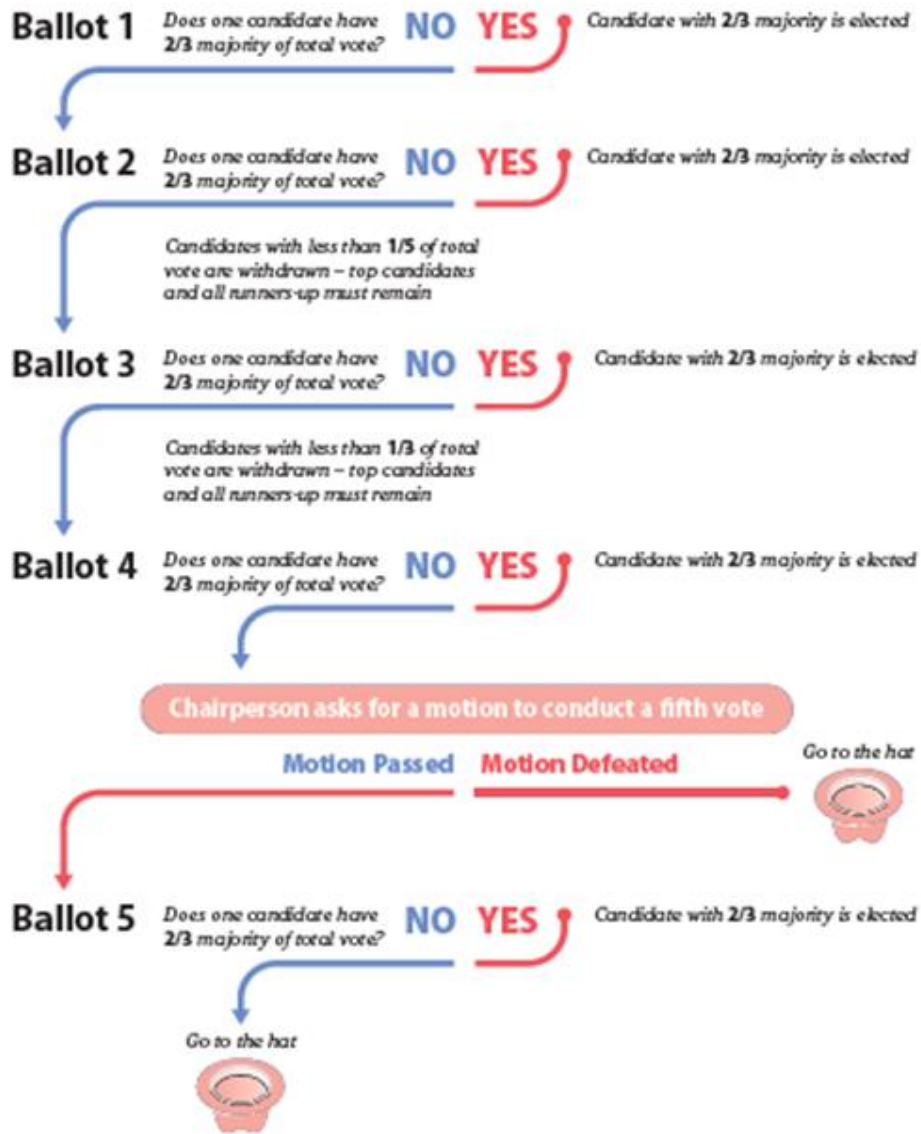 Ballot 1 Does one candidate have NO YES Candidate with 2/3 majority is elected
2/3 majority of total vote?
Ballot 2 Does one candidate have NO YES Candidate with 2/3 majority is elected
2/3 majority of total vote?
Candidates with less than 1/5 of total
vote are withdrawn – top candidates
and all runners-up must remain
Ballot 3 Does one candidate have NO YES Candidate with 2/3 majority is elected
2/3 majority of total vote?
Candidates with less than 1/3 of total
vote are withdrawn – top candidates
and all runners-up must remain
Ballot 4 Does one candidate have NO YES Candidate with 2/3 majority is elected
2/3 majority of total vote?
Chairperson asks for a motion to conduct a fifth vote
Go to the hat
Motion Passed Motion Defeated
Ballot 5 Does one candidate have NO YES Candidate with 2/3 majority is elected
2/3 majority of total vote?
Go to the hat